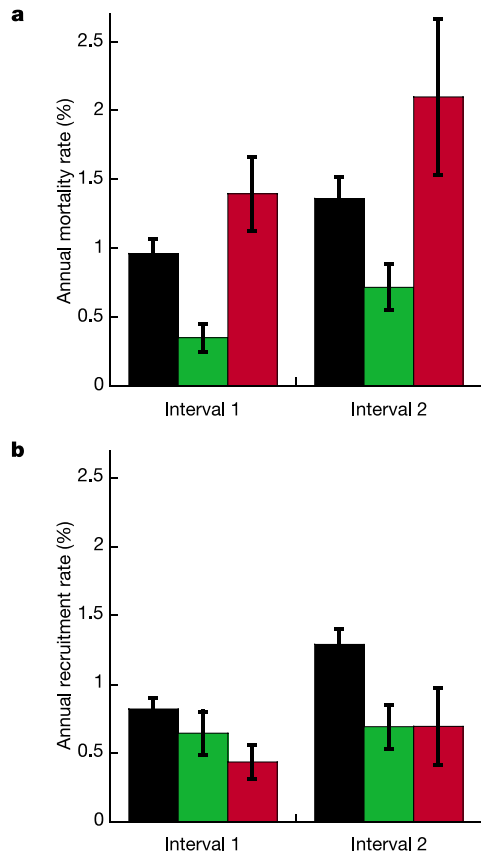 a
Annual mortality rate (%)
2.5
2
1.5
1
0.5
0
Interval 1 Interval 2
b
Annual recruitment rate (%)
2.5
2
1.5
1
0.5
0
Interval 1 Interval 2